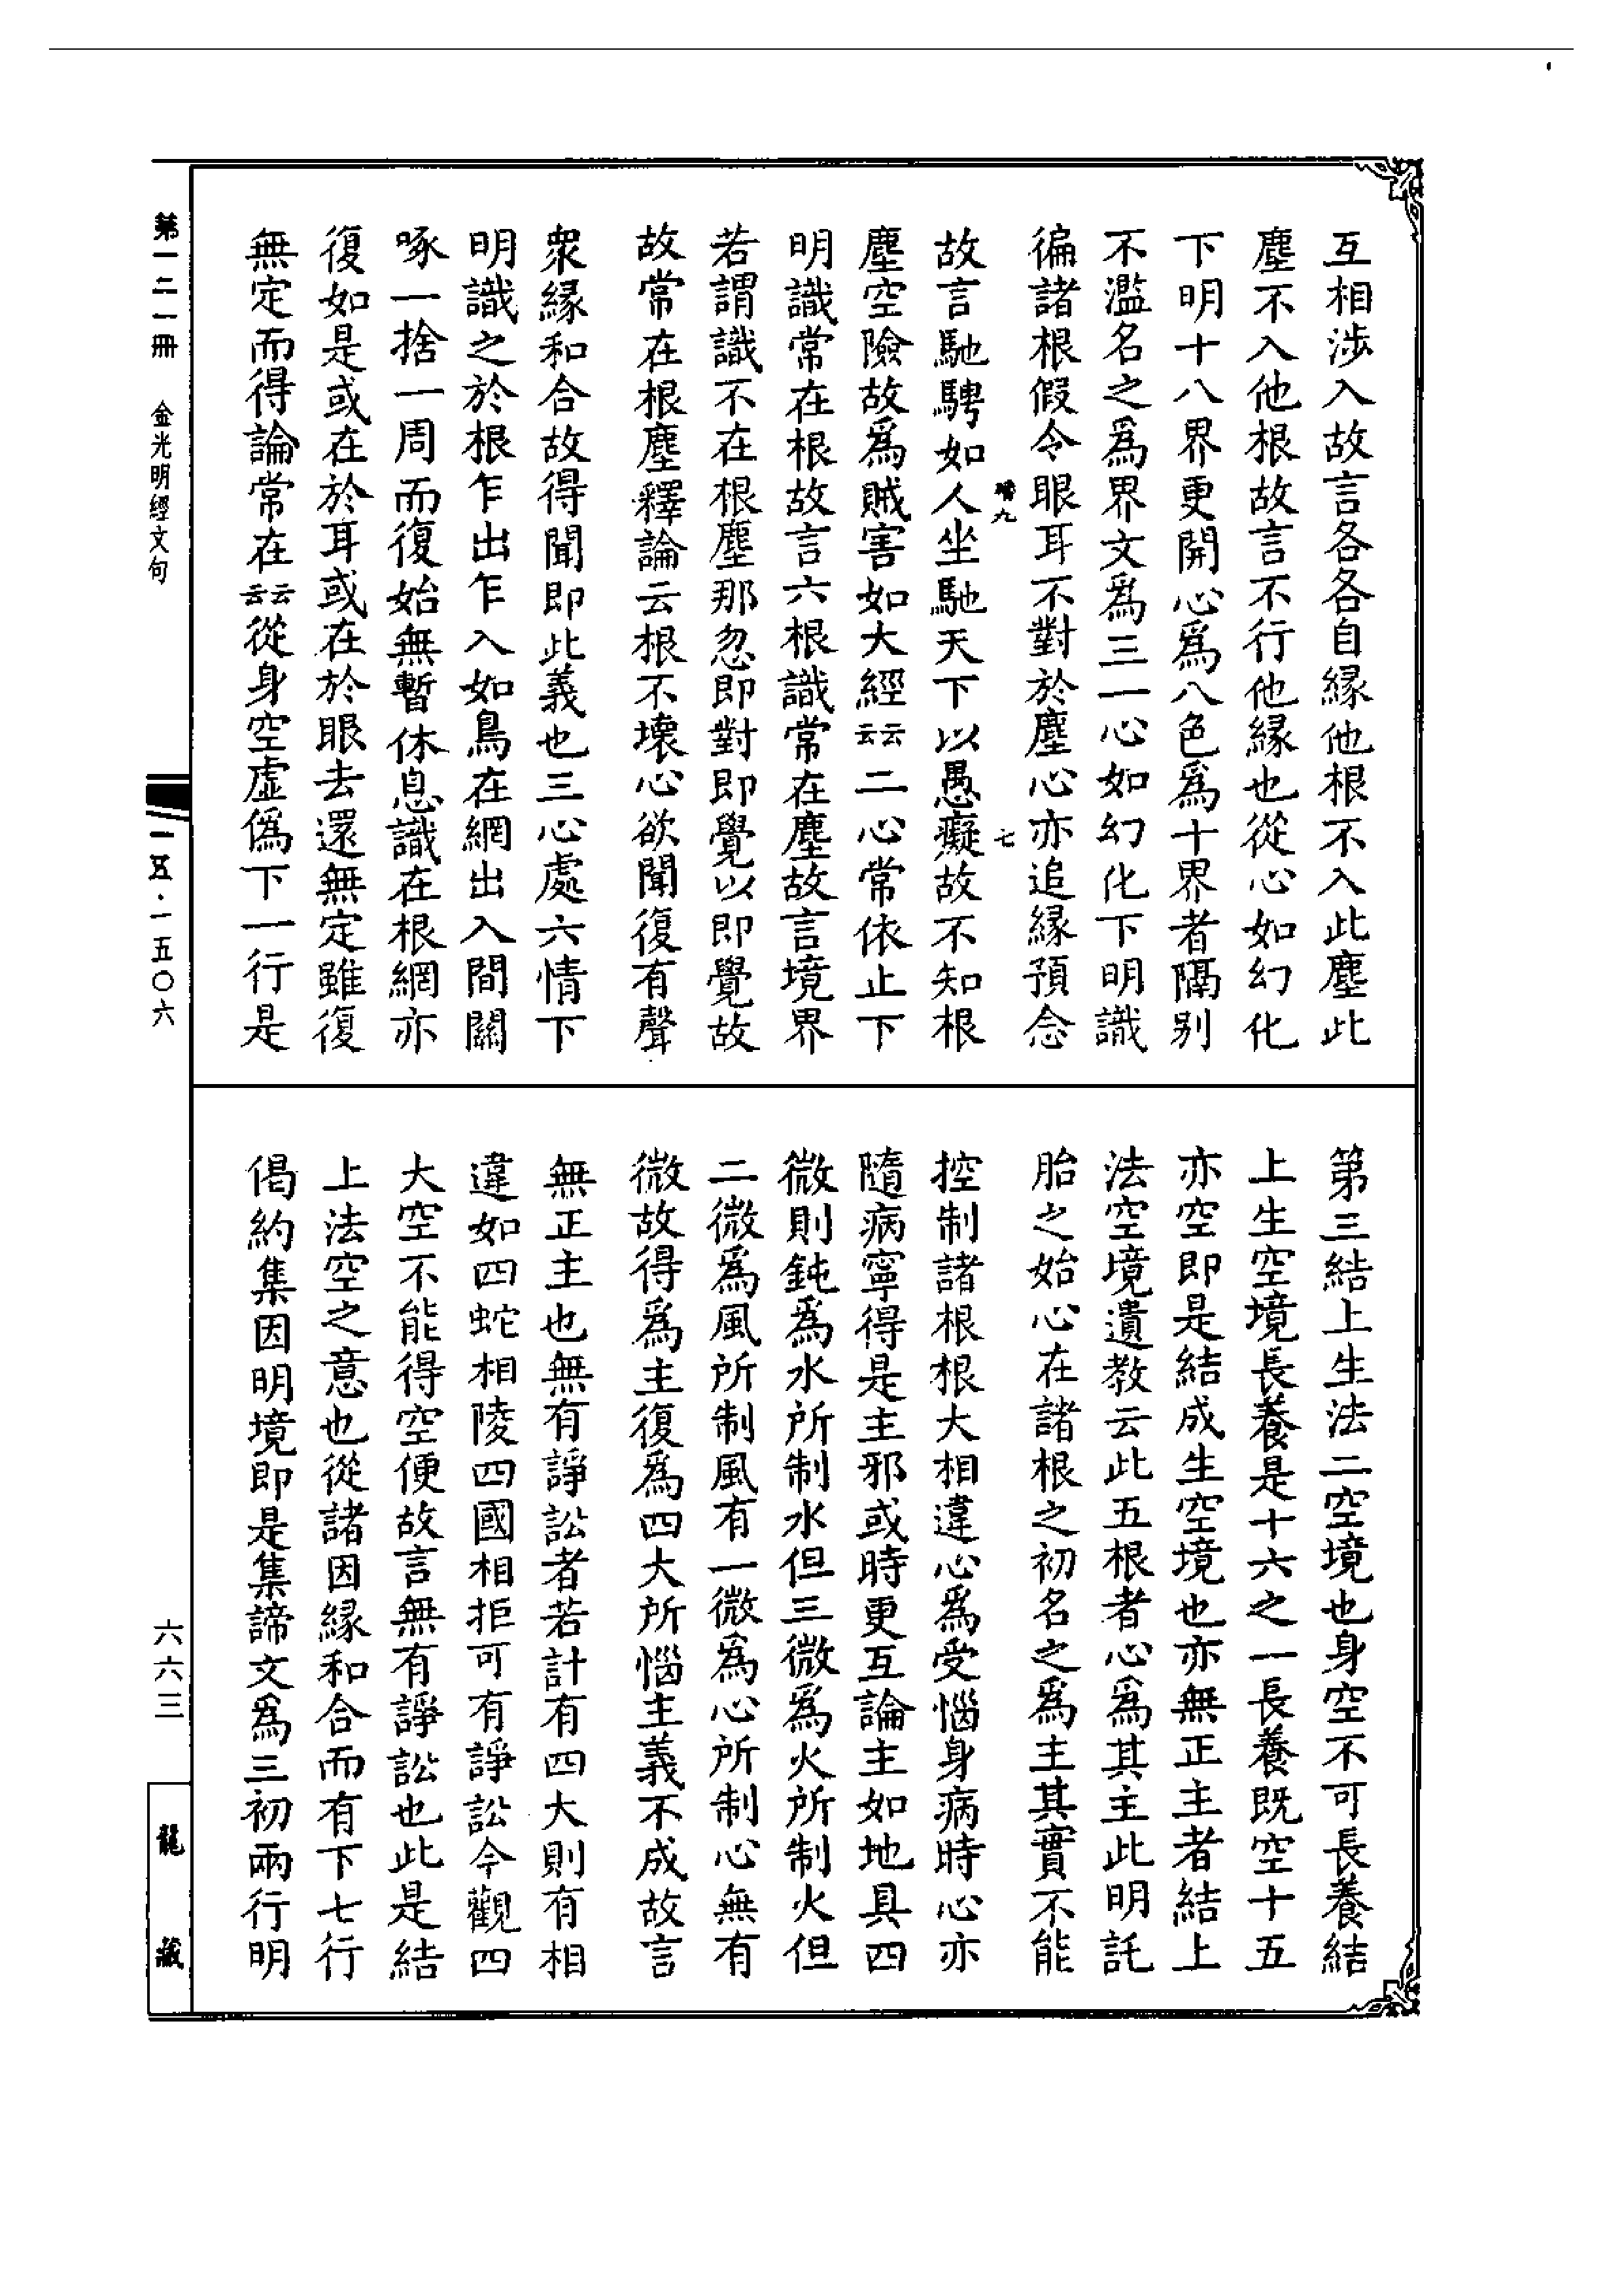 互相涉入故言各各自縁他根不入此塵此
塵不入他根故言不行他縁也從心如幻化
下明十八界更開心爲八色爲十界者隔别
不濫名之爲界文爲三一心如幻化下明識
徧諸根假令眼耳不對於塵心亦追縁預念
九 七
故言馳騁如人坐馳天下以愚癡故不知根
塵空險故爲賊害如大經云云二心常依止下
明識常在根故言六根識常在塵故言境界
若謂識不在根塵那忽即對即覺以即覺故
故常在根塵釋論云根不壞心欲聞復有聲
衆縁和合故得聞即此義也三心處六情下
明識之於根乍出乍入如鳥在網出入間關
啄一捨一周而復始無暫休息識在根網亦
復如是或在於耳或在於眼去還無定雖復
無定而得論常在云云從身空虚僞下一行是
第三結上生法二空境也身空不可長養結
上生空境長養是十六之一長養既空十五
亦空即是結成生空境也亦無正主者結上
法空境遺教云此五根者心爲其主此明託
胎之始心在諸根之初名之爲主其實不能
控制諸根根大相違心爲受惱身病時心亦
隨病寧得是主邪或時更互論主如地具四
微則鈍爲水所制水但三微爲火所制火但
二微爲風所制風有一微爲心所制心無有
微故得爲主復爲四大所惱主義不成故言
無正主也無有諍訟者若計有四大則有相
違如四蛇相陵四國相拒可有諍訟今觀四
大空不能得空便故言無有諍訟也此是結
上法空之意也從諸因縁和合而有下七行
偈約集因明境即是集諦文爲三初兩行明
第一二一冊 金光明經文句
一五·一五〇六
六六三
龍藏